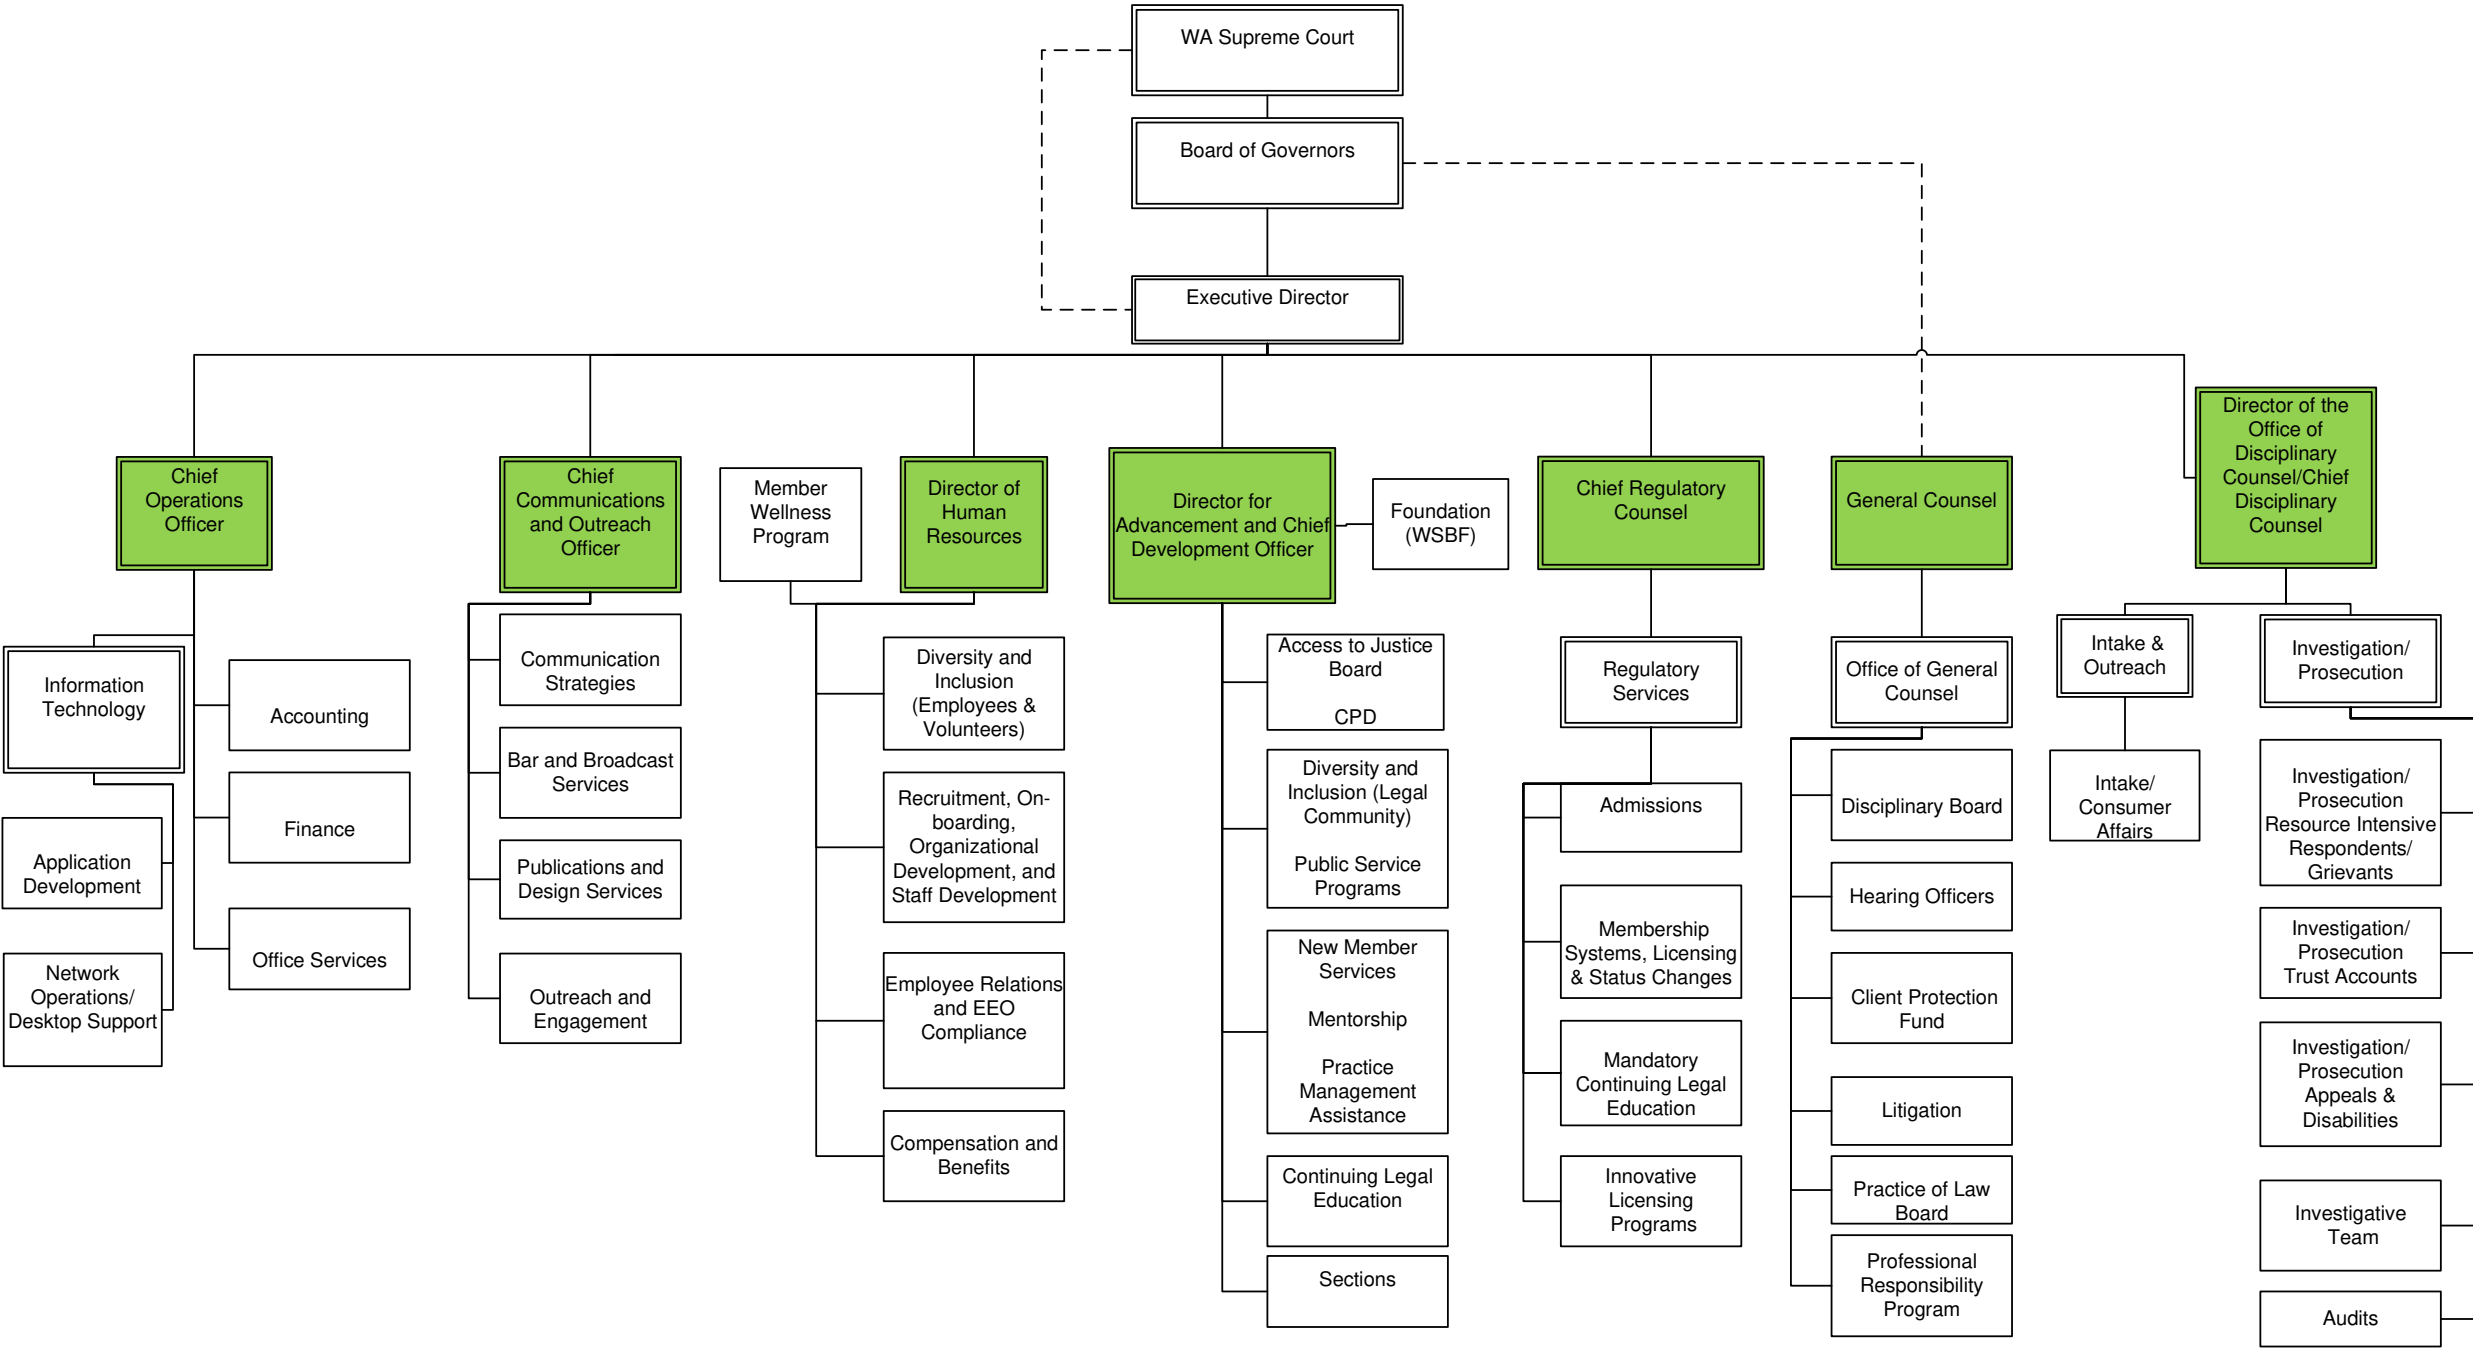 WA Supreme Court
Board of Governors
Executive Director
Chief
Operations
Officer
Chief
Communications
and Outreach
Officer
Member
Wellness
Program
Director of
Human
Resources
Director for
Advancement and Chief
Development Officer
Foundation
(WSBF)
Chief Regulatory
Counsel
General Counsel
Director of the
Office of
Disciplinary
Counsel/Chief
Disciplinary
Counsel
Information
Technology
Application
Development
Network
Operations/
Desktop Support
Accounting
Finance
Office Services
Communication
Strategies
Bar and Broadcast
Services
Publications and
Design Services
Outreach and
Engagement
Diversity and
Inclusion
(Employees &
Volunteers)
Recruitment, On-
boarding,
Organizational
Development, and
Staff Development
Employee Relations
and EEO
Compliance
Compensation and
Benefits
Access to Justice
Board
CPD
Diversity and
Inclusion (Legal
Community)
Public Service
Programs
New Member
Services
Mentorship
Practice
Management
Assistance
Continuing Legal
Education
Sections
Regulatory
Services
Admissions
Membership
Systems, Licensing
& Status Changes
Mandatory
Continuing Legal
Education
Innovative
Licensing
Programs
Office of General
Counsel
Disciplinary Board
Hearing Officers
Client Protection
Fund
Litigation
Practice of Law
Board
Professional
Responsibility
Program
Intake &
Outreach
Intake/
Consumer
Affairs
Investigation/
Prosecution
Investigation/
Prosecution
Resource Intensive
Respondents/
Grievants
Investigation/
Prosecution
Trust Accounts
Investigation/
Prosecution
Appeals &
Disabilities
Investigative
Team
Audits